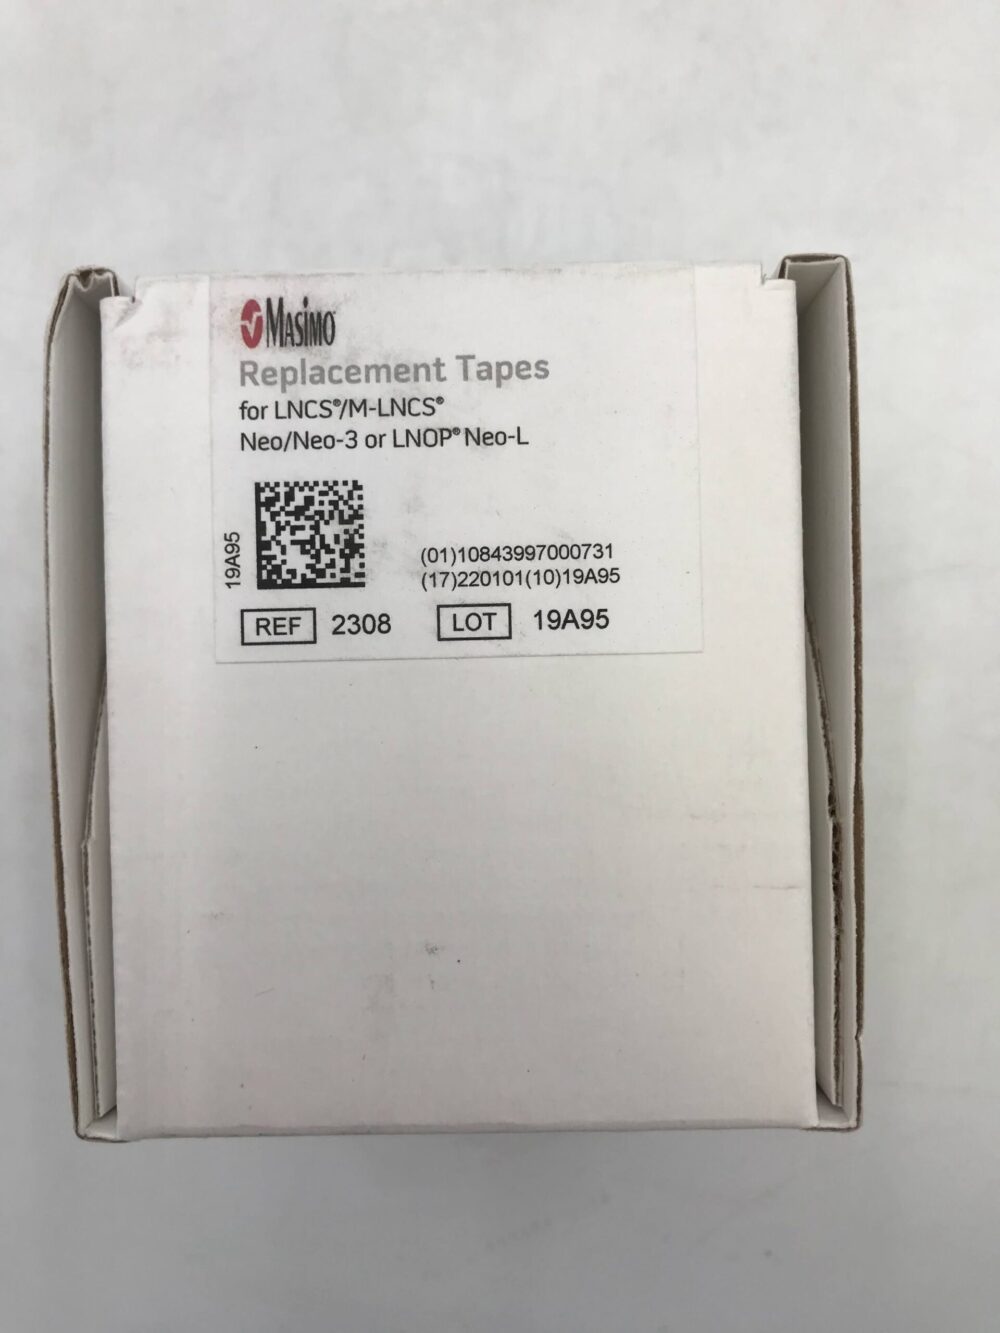 MASIMO
Replacement Tapes
for LNCS®/M-LNCS®
Neo/Neo-3 or LNOP® Neo-L
19A95
(01)10843997000731
(17)220101(10)19A95
REF 2308 LOT 19A95